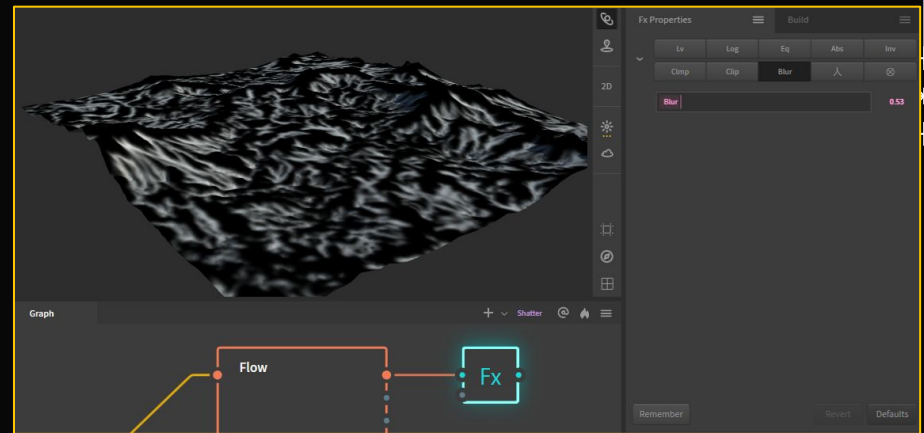 Fx Properties
Build
Lv Log Eq Abs Inv
Clmp Clip Blur
Blur 0.53
2D
Graph
Shatter
Flow
Fx
Remember Revert Defaults